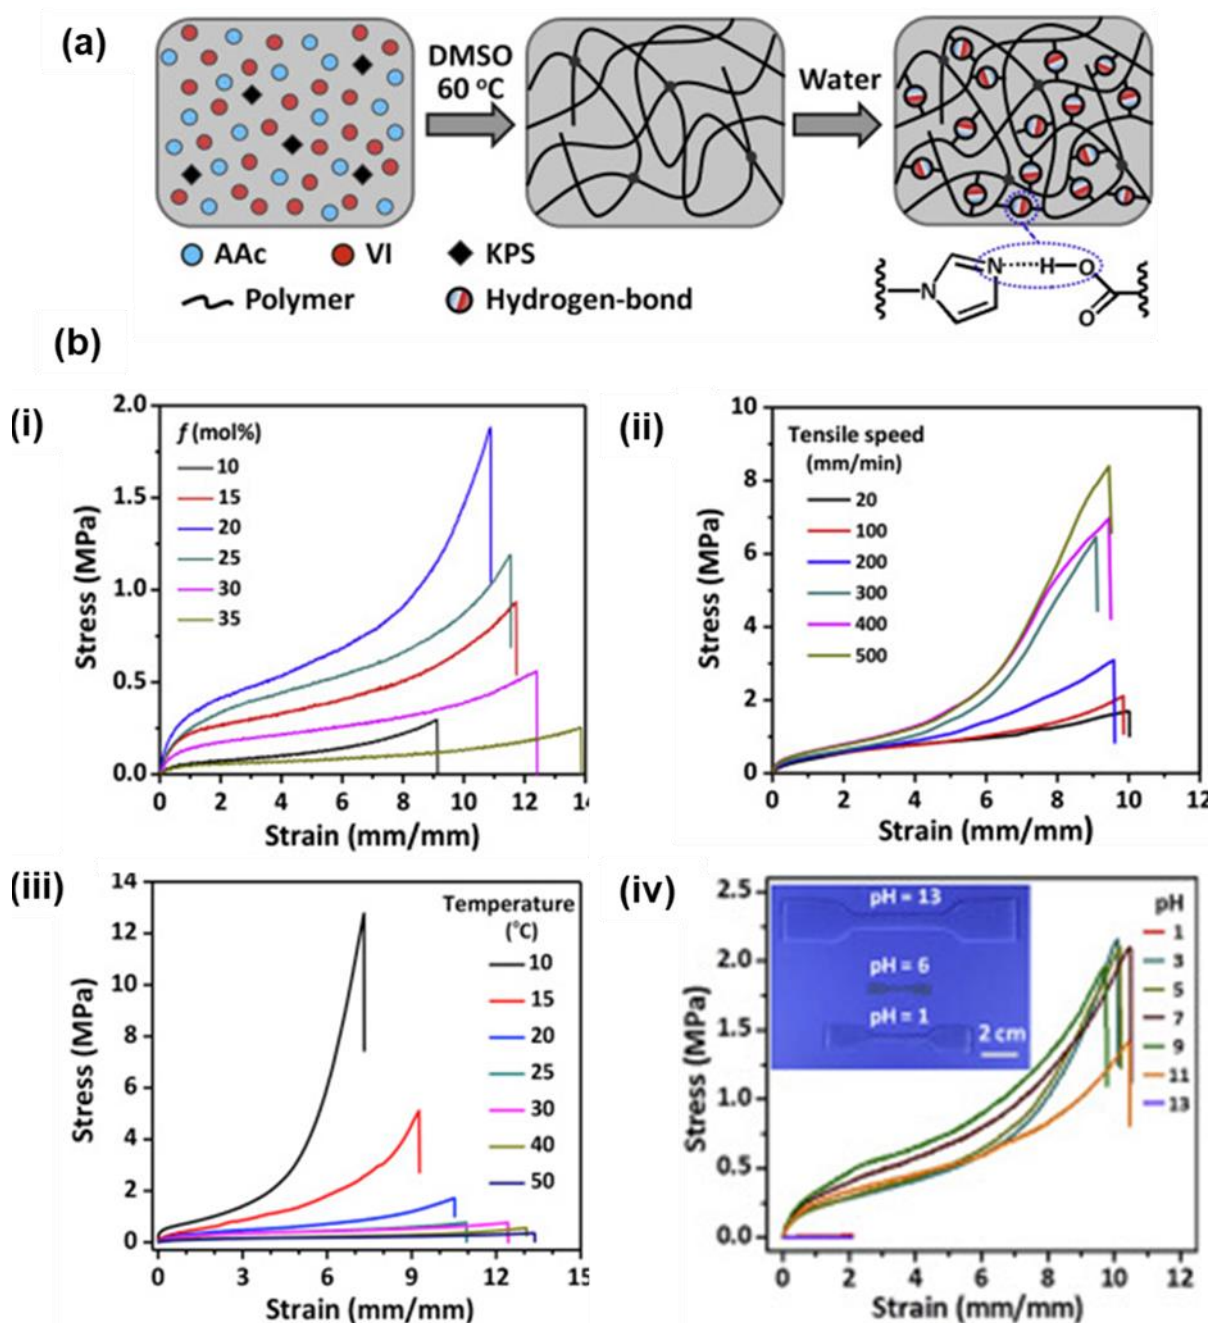 (a)
DMSO
60 °C
Water
AAc
VI
KPS
Polymer
Hydrogen-bond
N
N
H
O
O
(b)
(i)
f (mol%)
10
15
20
25
30
35
Stress (MPa)
2.0
1.5
1.0
0.5
0.0
0 2 4 6 8 10 12 14
Strain (mm/mm)
(ii)
Tensile speed
(mm/min)
20
100
200
300
400
500
Stress (MPa)
10
8
6
4
2
0
0 2 4 6 8 10 12
Strain (mm/mm)
(iii)
Temperature
(°C)
10
15
20
25
30
40
50
Stress (MPa)
14
12
10
8
6
4
2
0
0 3 6 9 12 15
Strain (mm/mm)
(iv)
pH = 13
pH = 6
pH = 1
2 cm
pH
1
3
5
7
9
11
13
Stress (MPa)
2.5
2.0
1.5
1.0
0.5
0.0
0 2 4 6 8 10 12
Strain (mm/mm)